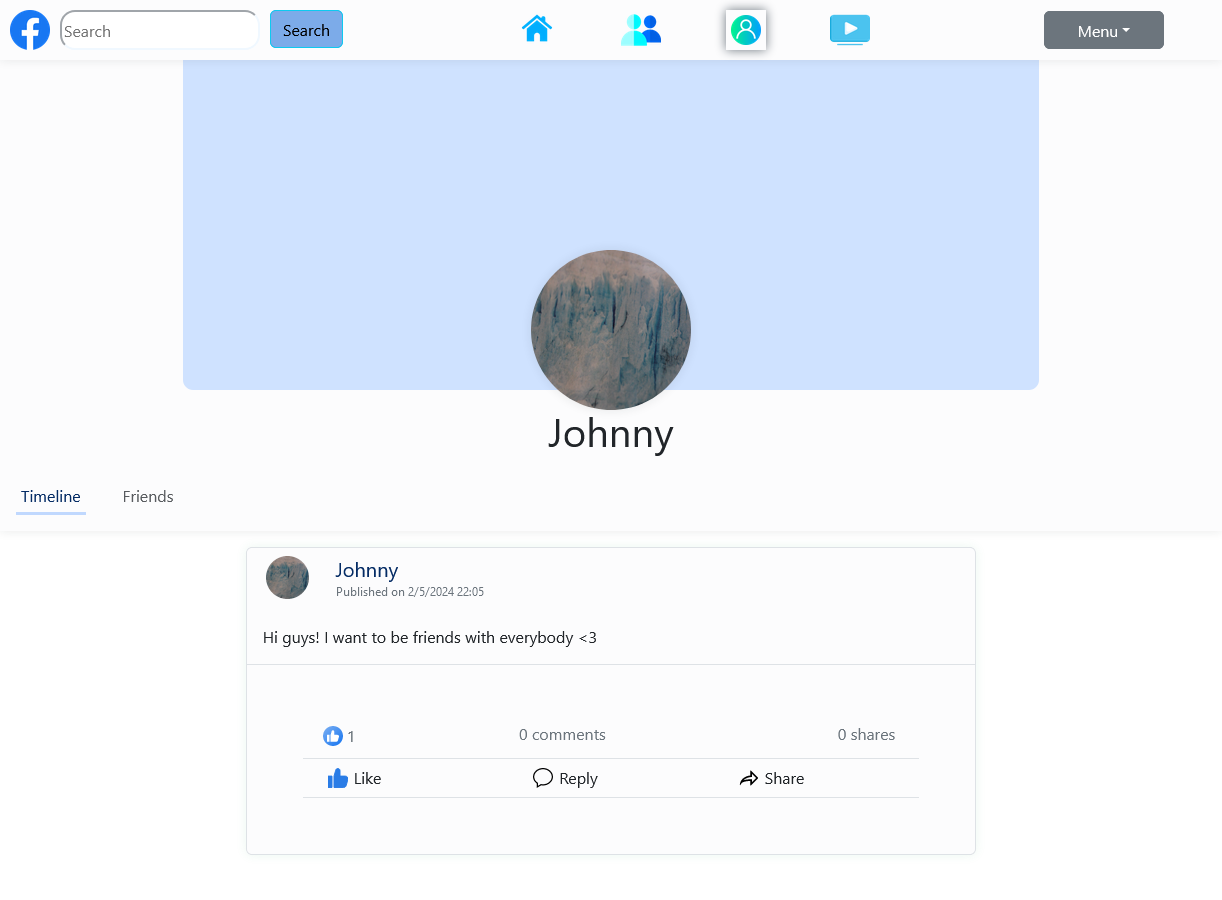 Search
Search
Menu
Johnny
Timeline
Friends
Johnny
Published on 2/5/2024 22:05
Hi guys! I want to be friends with everybody <3
1
0 comments
0 shares
Like
Reply
Share